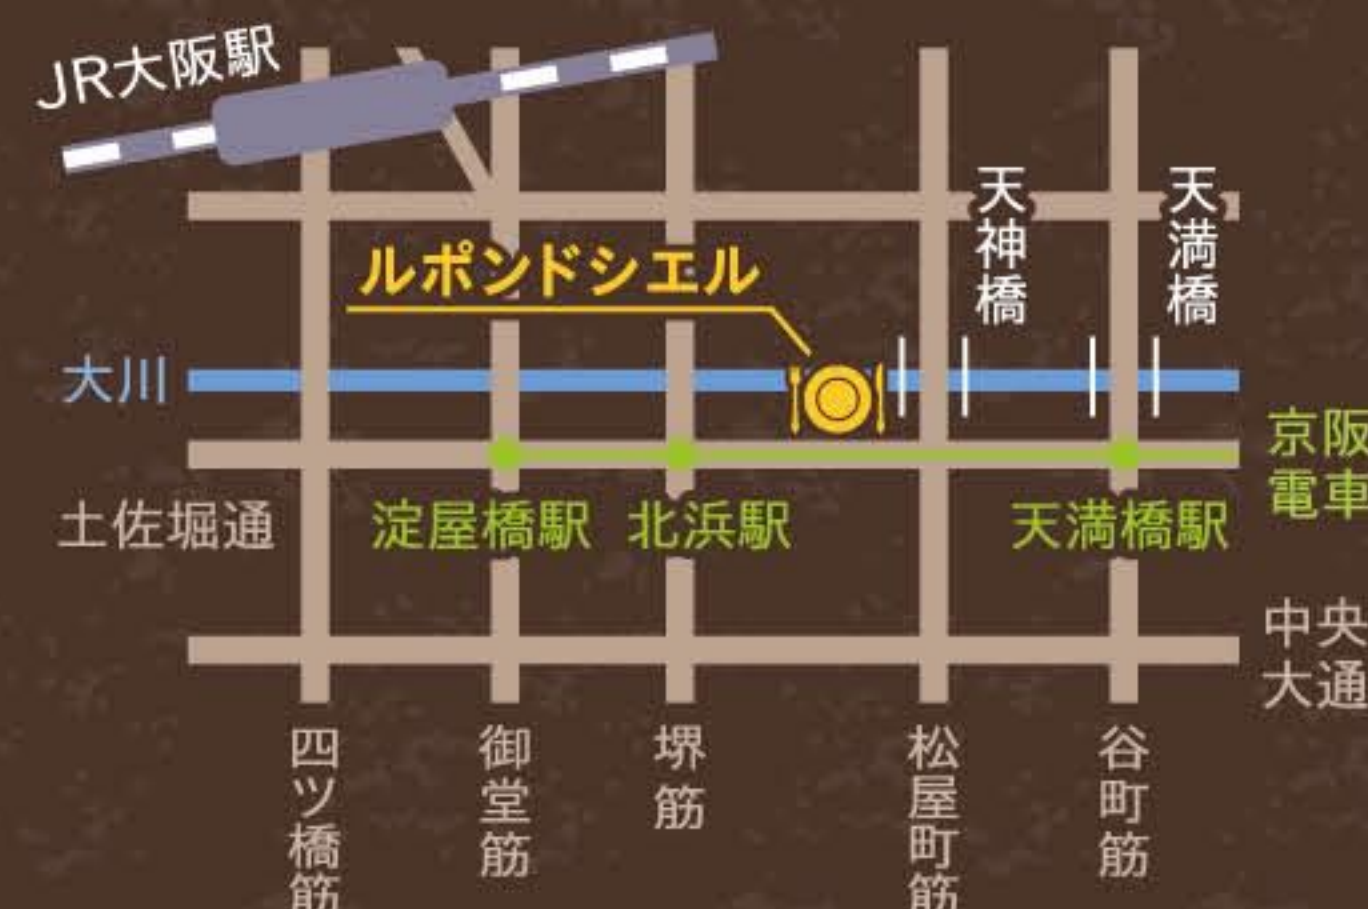 JR大阪駅
天神橋
天満橋
ルポンドシエル
大川
京阪
電車
土佐堀通
淀屋橋駅
北浜駅
天満橋駅
中央
大通
四ツ橋筋
御堂筋
堺筋
松屋町筋
谷町筋